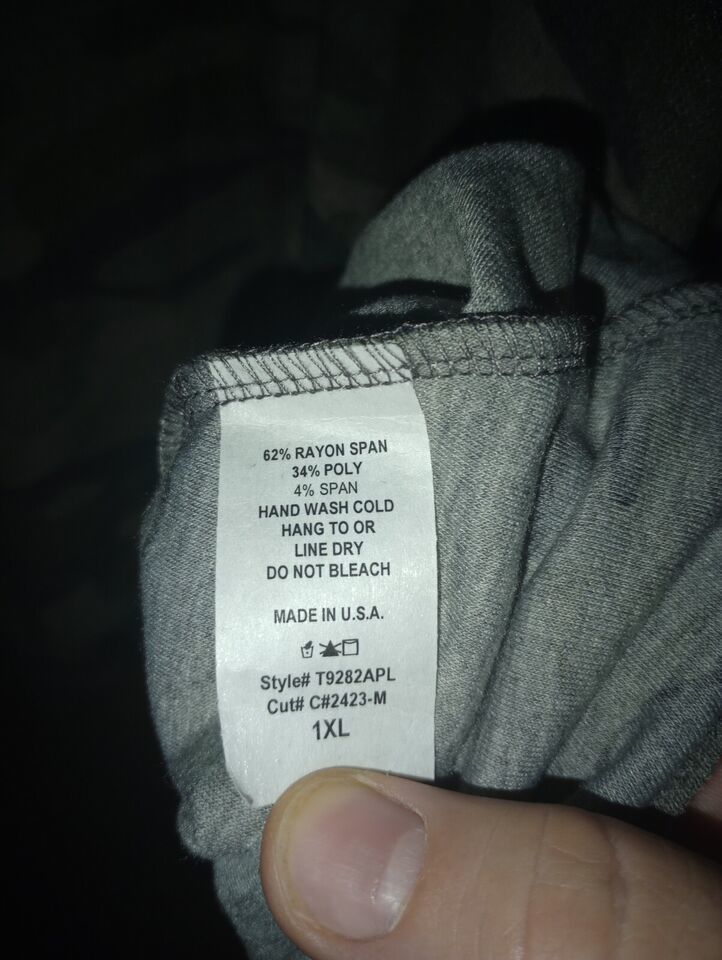 62% RAYON SPAN
34% POLY
4% SPAN
HAND WASH COLD
HANG TO OR
LINE DRY
DO NOT BLEACH
MADE IN U.S.A.
Style# T9282APL
Cut# C#2423-M
1XL